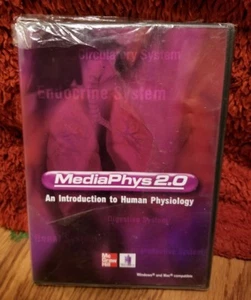 Circulatory System
Endocrine System
MediaPhys 2.0
An Introduction to Human Physiology
Windows® and Mac® compatible